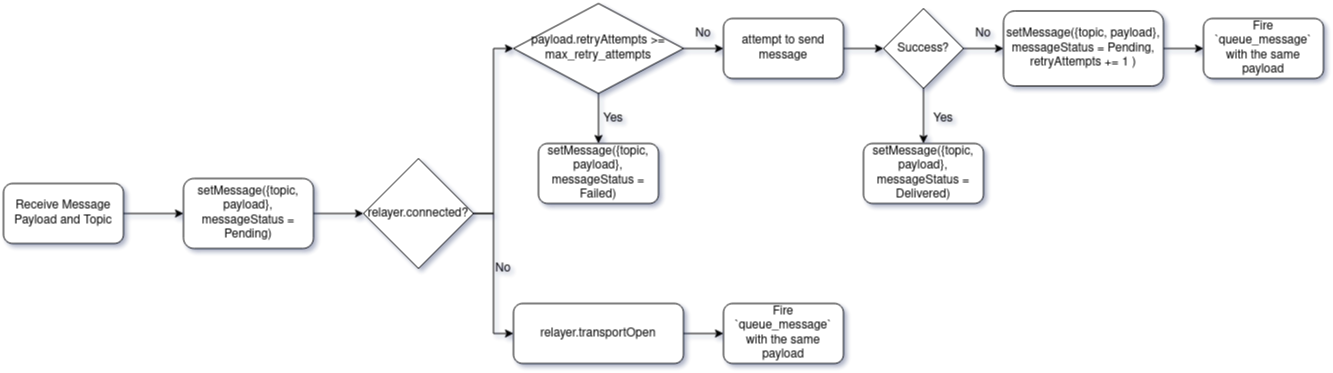 Receive Message
Payload and Topic
setMessage({topic,
payload},
messageStatus =
Pending)
relayer.connected?
payload.retryAttempts >=
max_retry_attempts
Yes
setMessage({topic,
payload},
messageStatus =
Failed)
No
attempt to send
message
Success?
Yes
setMessage({topic,
payload},
messageStatus =
Delivered)
No
setMessage({topic, payload},
messageStatus = Pending,
retryAttempts += 1 )
Fire
`queue_message`
with the same
payload
No
relayer.transportOpen
Fire
`queue_message`
with the same
payload